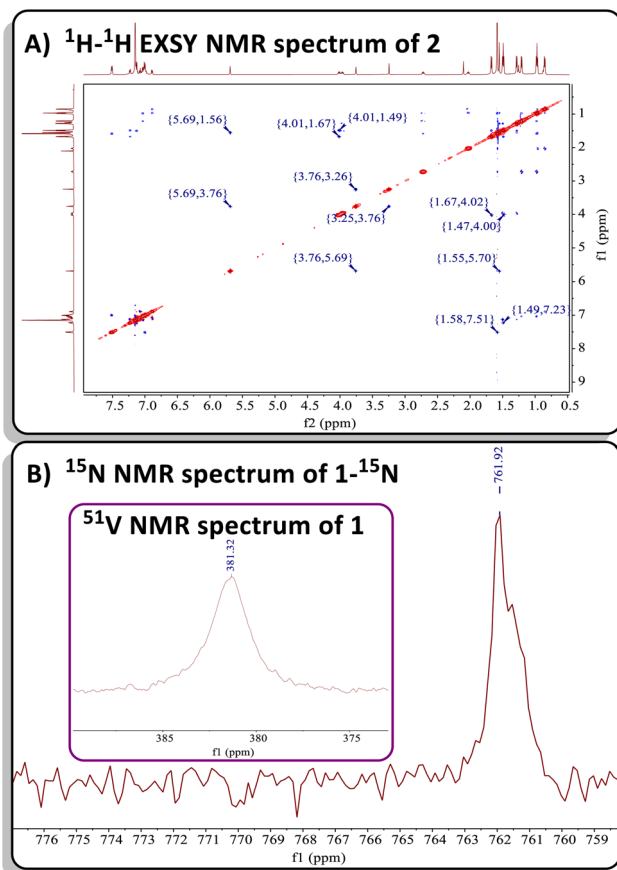 A) ¹H-¹H EXSY NMR spectrum of 2
{5.69,1.56}
{4.01,1.67}
{4.01,1.49}
{3.76,3.26}
{5.69,3.76}
{3.25,3.76}
{1.67,4.02}
{1.47,4.00}
{3.76,5.69}
{1.55,5.70}
{1.58,7.51}
{1.49,7.23}
1
2
3
4
5
6
7
8
9
f1 (ppm)
7.5 7.0 6.5 6.0 5.5 5.0 4.5 4.0 3.5 3.0 2.5 2.0 1.5 1.0 0.5
f2 (ppm)
B) ¹⁵N NMR spectrum of 1-¹⁵N
761.92
⁵¹V NMR spectrum of 1
381.32
385 380 375
f1 (ppm)
776 775 774 773 772 771 770 769 768 767 766 765 764 763 762 761 760 759
f1 (ppm)